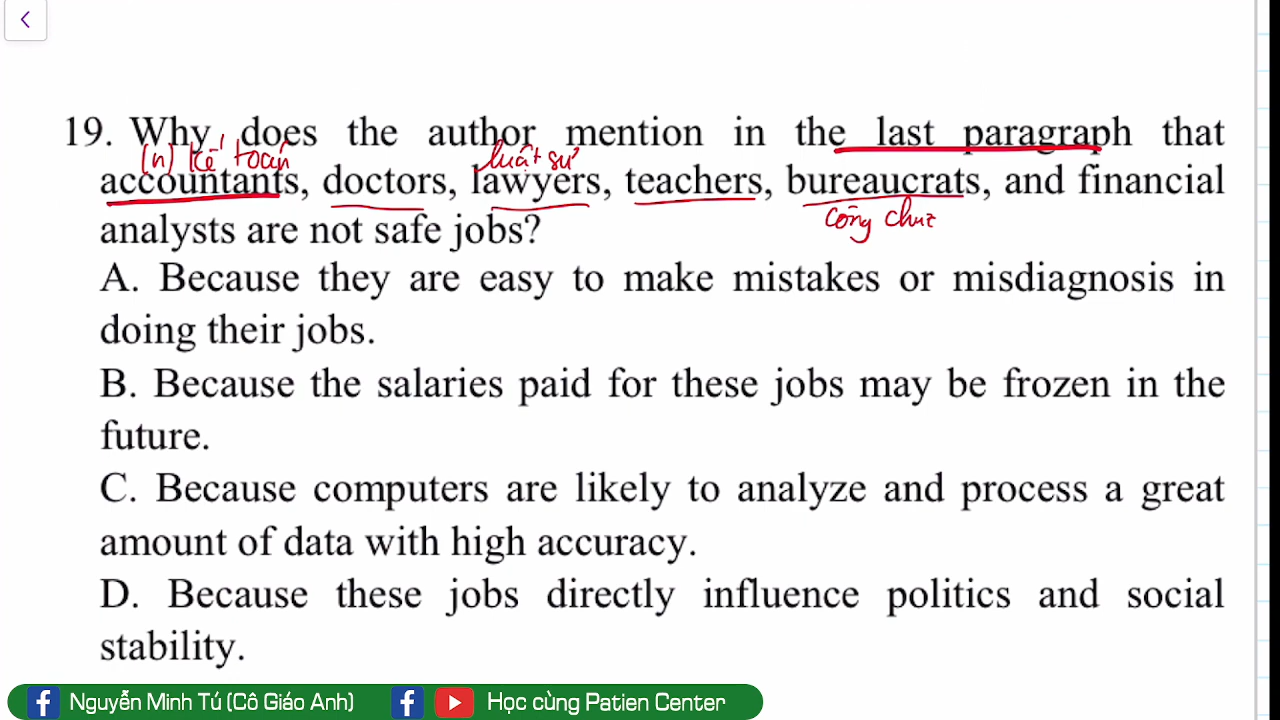 19. Why does the author mention in the last paragraph that
(n) kế toán luật sư
accountants, doctors, lawyers, teachers, bureaucrats, and financial
công chức
analysts are not safe jobs?
A. Because they are easy to make mistakes or misdiagnosis in
doing their jobs.
B. Because the salaries paid for these jobs may be frozen in the
future.
C. Because computers are likely to analyze and process a great
amount of data with high accuracy.
D. Because these jobs directly influence politics and social
stability.
Nguyễn Minh Tú (Cô Giáo Anh) Học cùng Patien Center